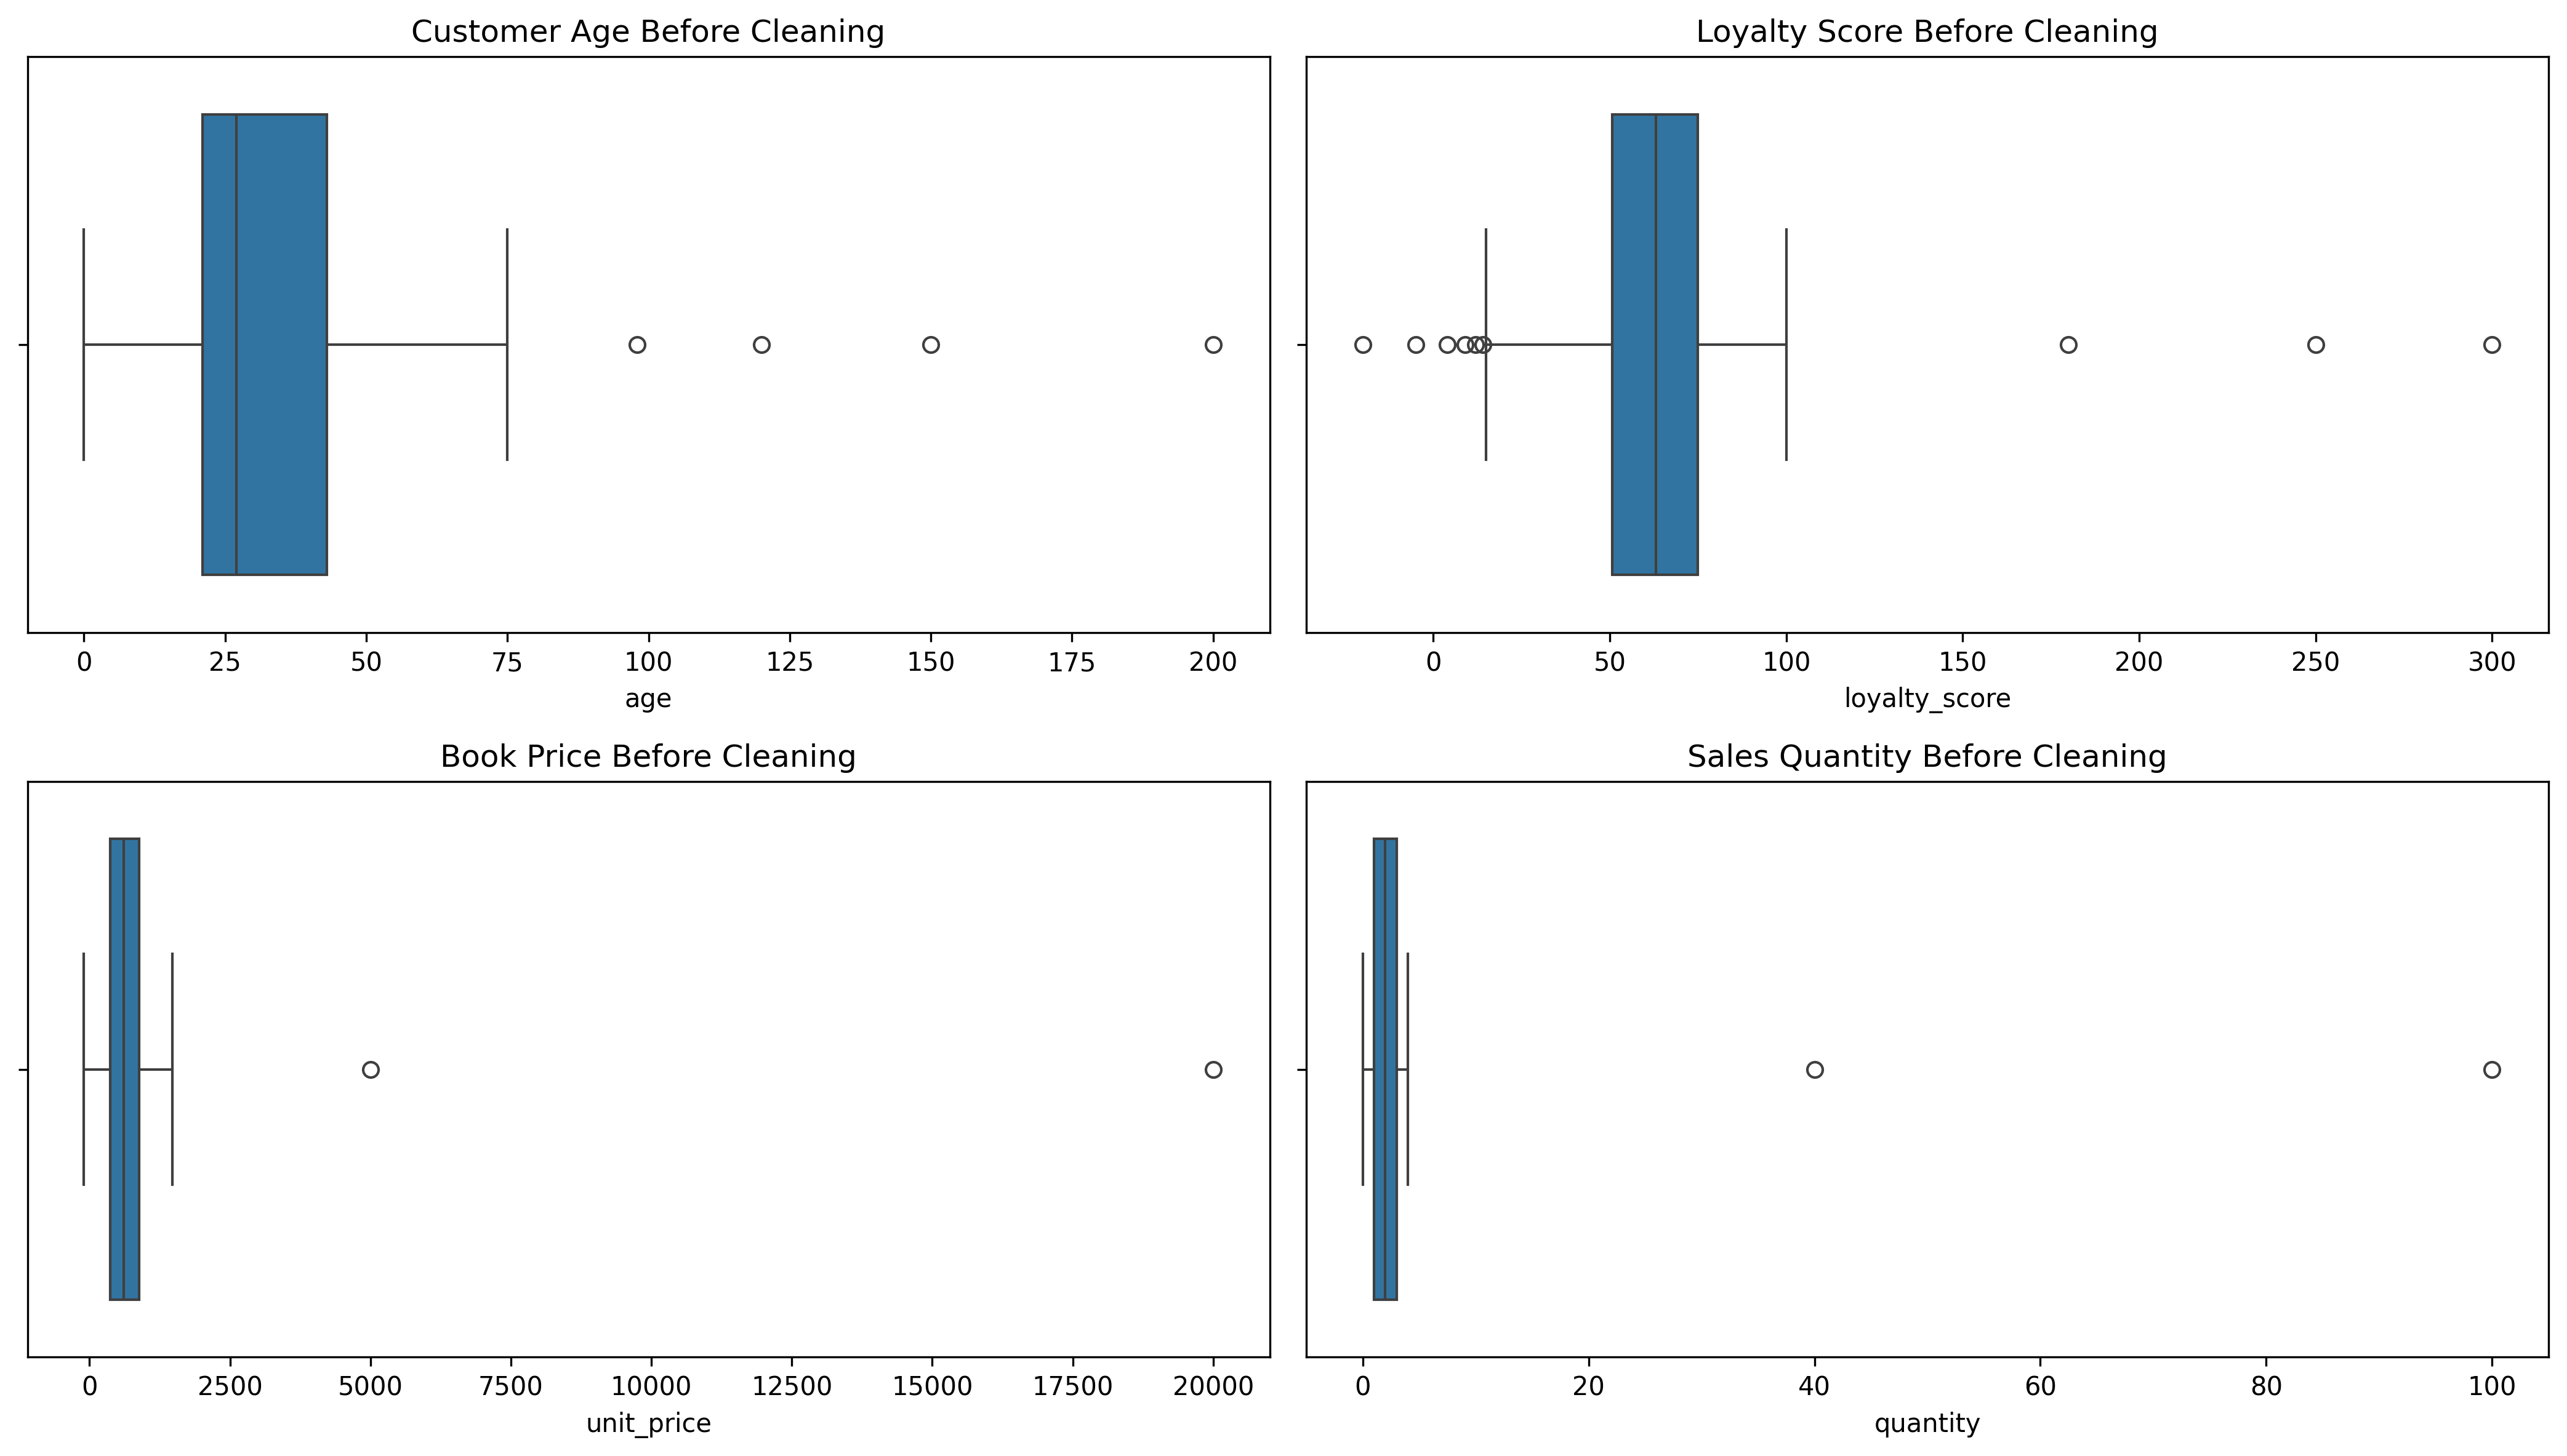 Customer Age Before Cleaning
0 25 50 75 100 125 150 175 200
age
Loyalty Score Before Cleaning
0 50 100 150 200 250 300
loyalty_score
Book Price Before Cleaning
0 2500 5000 7500 10000 12500 15000 17500 20000
unit_price
Sales Quantity Before Cleaning
0 20 40 60 80 100
quantity